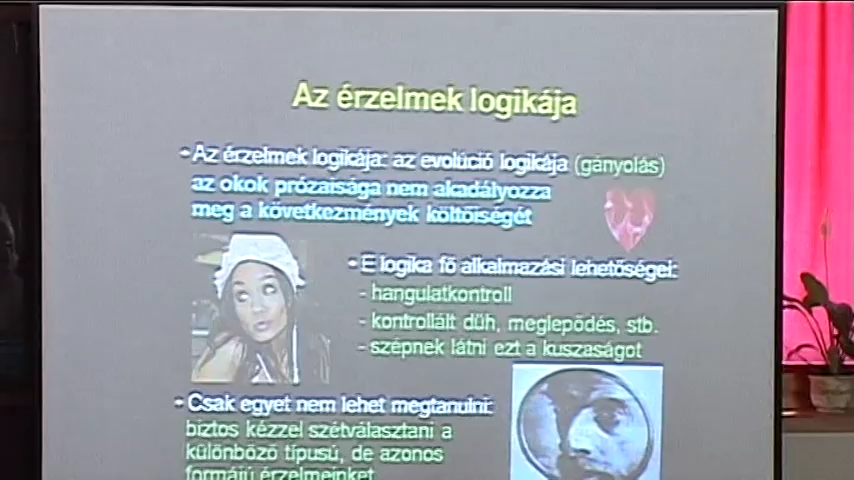 Az érzelmek logikája
- Az érzelmek logikája: az evolúció logikája (gányolás)
az okok prózaisága nem akadályozza
meg a következmények költőiségét
- E logika fő alkalmazási lehetőségei:
- hangulatkontroll
- kontrollált düh, meglepődés, stb.
- szépnek látni ezt a kuszaságot
- Csak egyet nem lehet megtanulni:
biztos kézzel szétválasztani a
különböző típusú, de azonos
formájú érzelmeinket